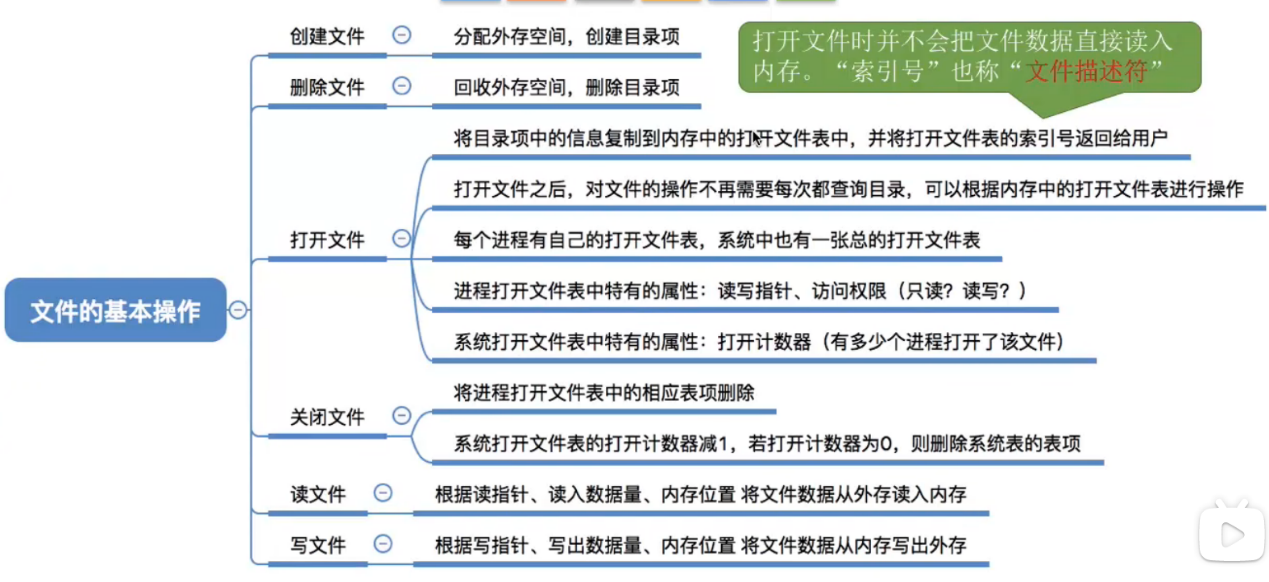 打开文件时并不会把文件数据直接读入
内存。“索引号”也称“文件描述符”
文件的基本操作
创建文件
分配外存空间，创建目录项
删除文件
回收外存空间，删除目录项
打开文件
将目录项中的信息复制到内存中的打开文件表中，并将打开文件表的索引号返回给用户
打开文件之后，对文件的操作不再需要每次都查询目录，可以根据内存中的打开文件表进行操作
每个进程有自己的打开文件表，系统中也有一张总的打开文件表
进程打开文件表中特有的属性：读写指针、访问权限（只读？读写？）
系统打开文件表中特有的属性：打开计数器（有多少个进程打开了该文件）
关闭文件
将进程打开文件表中的相应表项删除
系统打开文件表的打开计数器减1，若打开计数器为0，则删除系统表的表项
读文件
根据读指针、读入数据量、内存位置 将文件数据从外存读入内存
写文件
根据写指针、写出数据量、内存位置 将文件数据从内存写出外存